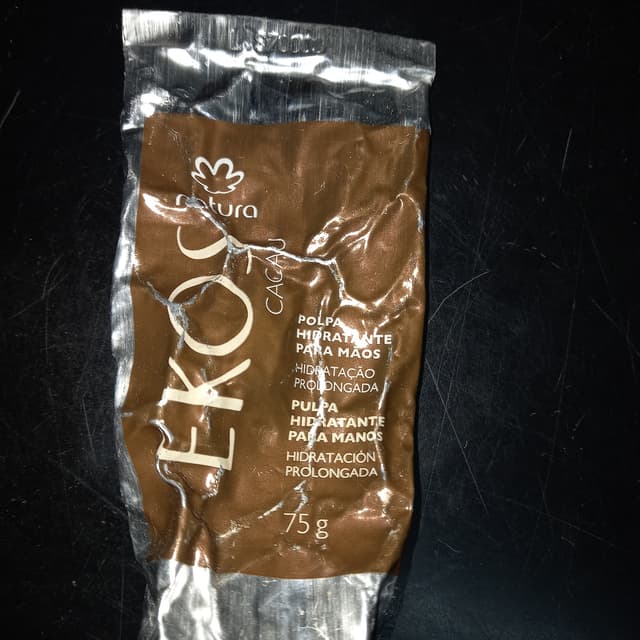 natura
EKOS
CACAU
POLPA
HIDRATANTE
PARA MÃOS
HIDRATAÇÃO
PROLONGADA
PULPA
HIDRATANTE
PARA MANOS
HIDRATACIÓN
PROLONGADA
75 g